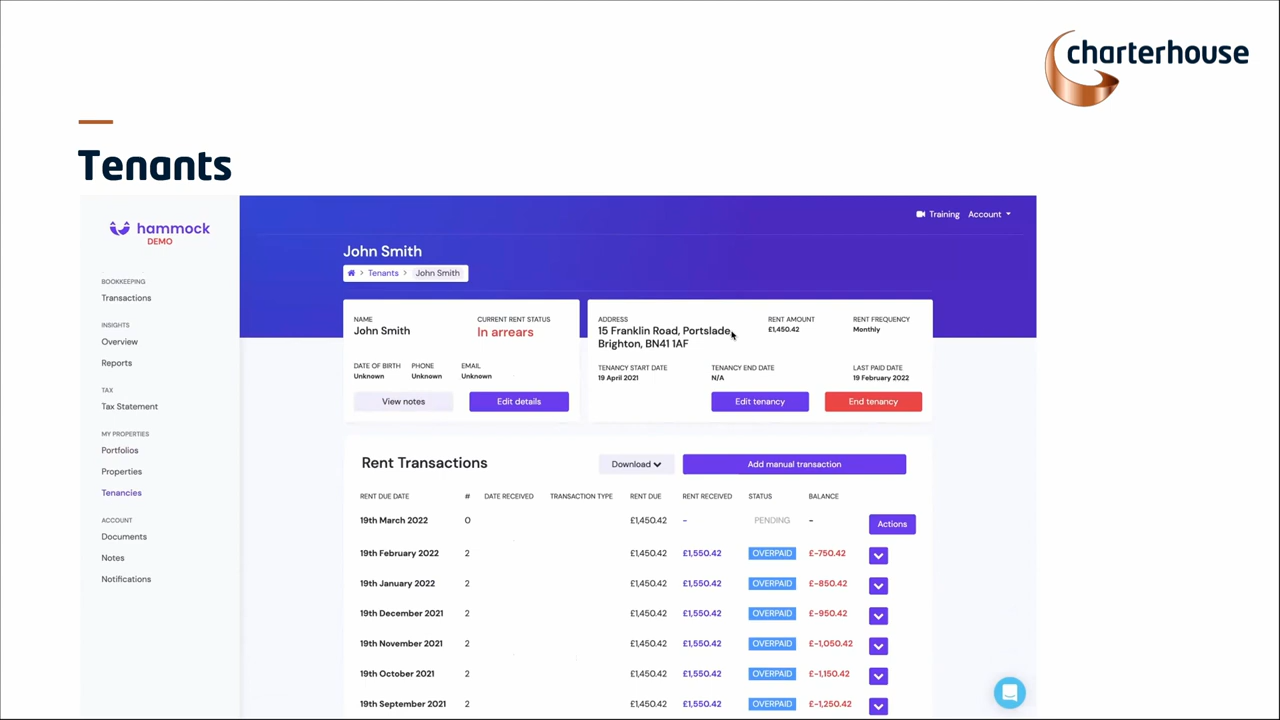 charterhouse
Tenants
hammock
DEMO
BOOKKEEPING
Transactions
INSIGHTS
Overview
Reports
TAX
Tax Statement
MY PROPERTIES
Portfolios
Properties
Tenancies
ACCOUNT
Documents
Notes
Notifications
Training Account
John Smith
> Tenants > John Smith
NAME CURRENT RENT STATUS
John Smith In arrears
DATE OF BIRTH PHONE EMAIL
Unknown Unknown Unknown
View notes Edit details
ADDRESS RENT AMOUNT RENT FREQUENCY
15 Franklin Road, Portslade, £1,450.42 Monthly
Brighton, BN41 1AF
TENANCY START DATE TENANCY END DATE LAST PAID DATE
19 April 2021 N/A 19 February 2022
Edit tenancy End tenancy
Rent Transactions Download Add manual transaction
RENT DUE DATE # DATE RECEIVED TRANSACTION TYPE RENT DUE RENT RECEIVED STATUS BALANCE
19th March 2022 0 £1,450.42 - PENDING - Actions
19th February 2022 2 £1,450.42 £1,550.42 OVERPAID £-750.42
19th January 2022 2 £1,450.42 £1,550.42 OVERPAID £-850.42
19th December 2021 2 £1,450.42 £1,550.42 OVERPAID £-950.42
19th November 2021 2 £1,450.42 £1,550.42 OVERPAID £-1,050.42
19th October 2021 2 £1,450.42 £1,550.42 OVERPAID £-1,150.42
19th September 2021 2 £1,450.42 £1,550.42 OVERPAID £-1,250.42